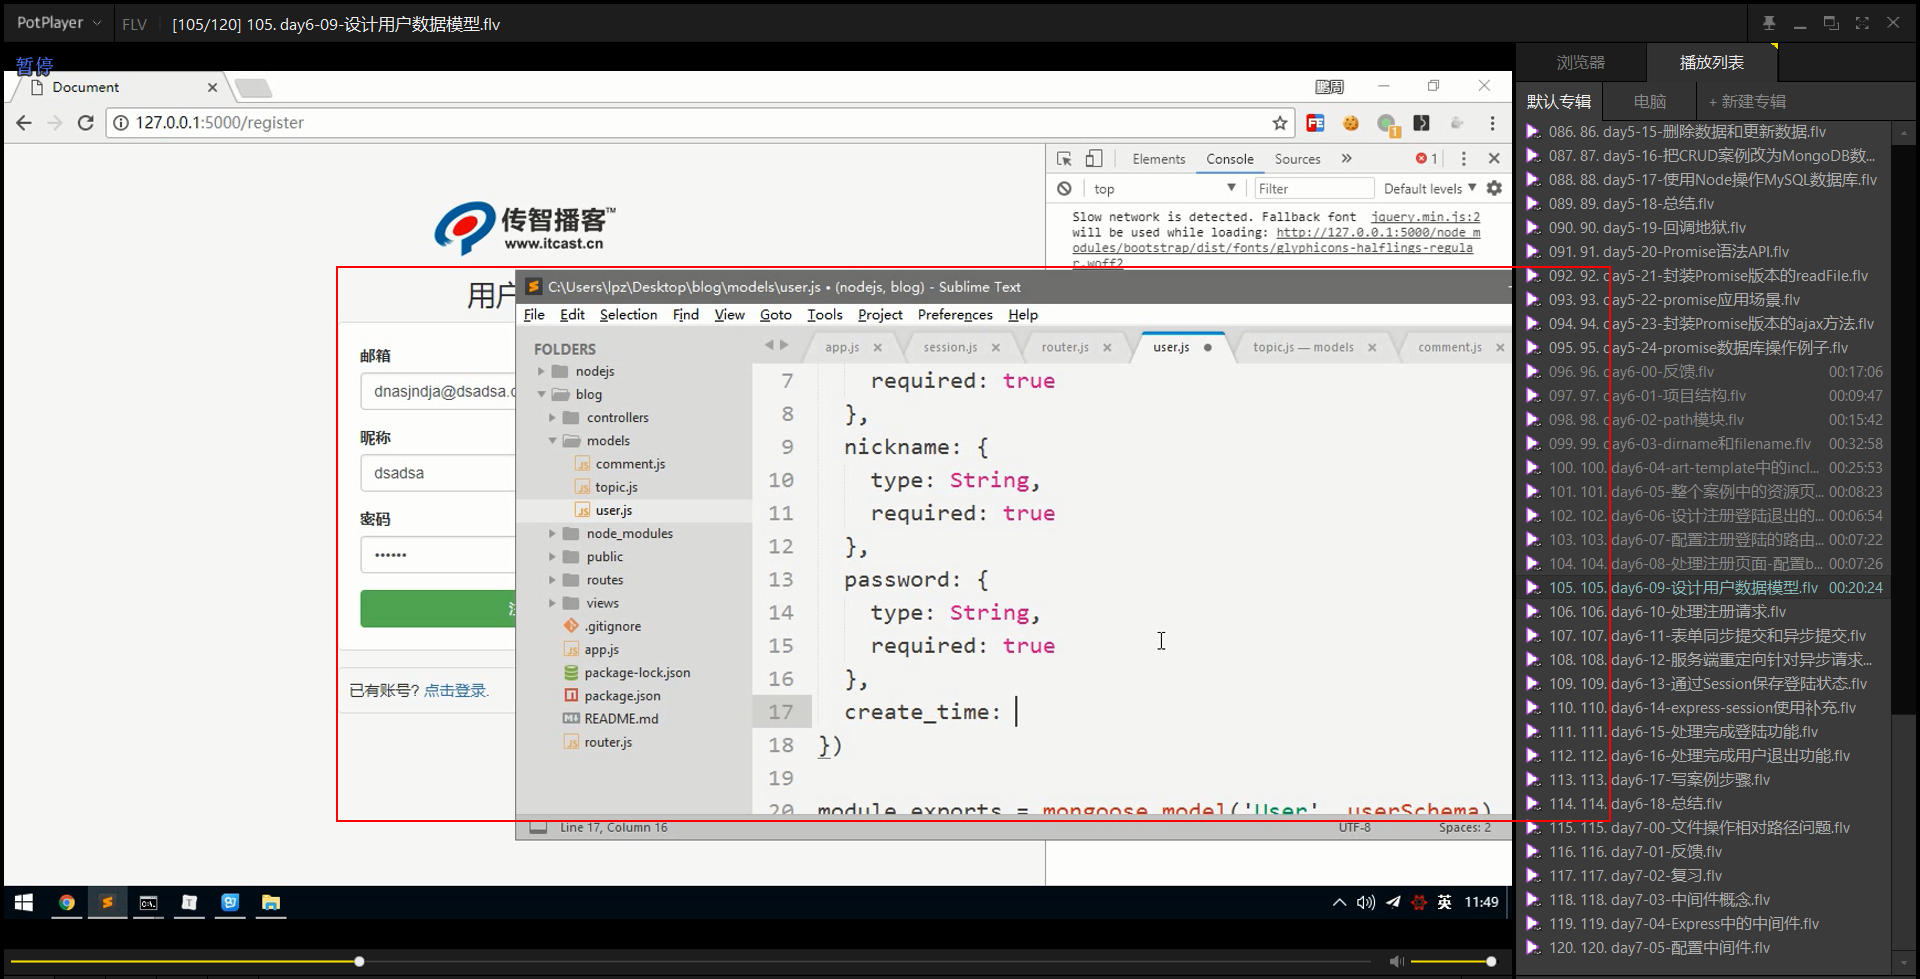 PotPlayer
FLV
[105/120] 105. day6-09-设计用户数据模型.flv
暂停
Document
鹏周
127.0.0.1:5000/register
传智播客™
www.itcast.cn
用户
邮箱
dnasjndja@dsadsa.c
昵称
dsadsa
密码
••••••
已有账号? 点击登录.
Elements
Console
Sources
1
top
Filter
Default levels
Slow network is detected. Fallback font jquery.min.js:2
will be used while loading: http://127.0.0.1:5000/node_m
odules/bootstrap/dist/fonts/glyphicons-halflings-regula
r.woff2
C:\Users\lpz\Desktop\blog\models\user.js • (nodejs, blog) - Sublime Text
File Edit Selection Find View Goto Tools Project Preferences Help
FOLDERS
nodejs
blog
controllers
models
comment.js
topic.js
user.js
node_modules
public
routes
views
.gitignore
app.js
package-lock.json
package.json
README.md
router.js
app.js
session.js
router.js
user.js
topic.js — models
comment.js
7 required: true
8 },
9 nickname: {
10 type: String,
11 required: true
12 },
13 password: {
14 type: String,
15 required: true
16 },
17 create_time:
18 })
19
20 module.exports = mongoose.model('User', userSchema)
Line 17, Column 16
UTF-8
Spaces: 2
英
11:49
浏览器
播放列表
默认专辑
电脑
+ 新建专辑
086. 86. day5-15-删除数据和更新数据.flv
087. 87. day5-16-把CRUD案例改为MongoDB数...
088. 88. day5-17-使用Node操作MySQL数据库.flv
089. 89. day5-18-总结.flv
090. 90. day5-19-回调地狱.flv
091. 91. day5-20-Promise语法API.flv
092. 92. day5-21-封装Promise版本的readFile.flv
093. 93. day5-22-promise应用场景.flv
094. 94. day5-23-封装Promise版本的ajax方法.flv
095. 95. day5-24-promise数据库操作例子.flv
096. 96. day6-00-反馈.flv 00:17:06
097. 97. day6-01-项目结构.flv 00:09:47
098. 98. day6-02-path模块.flv 00:15:42
099. 99. day6-03-dirname和filename.flv 00:32:58
100. 100. day6-04-art-template中的incl... 00:25:53
101. 101. day6-05-整个案例中的资源页... 00:08:23
102. 102. day6-06-设计注册登陆退出的... 00:06:54
103. 103. day6-07-配置注册登陆的路由... 00:07:22
104. 104. day6-08-处理注册页面-配置b... 00:07:26
105. 105. day6-09-设计用户数据模型.flv 00:20:24
106. 106. day6-10-处理注册请求.flv
107. 107. day6-11-表单同步提交和异步提交.flv
108. 108. day6-12-服务端重定向针对异步请求...
109. 109. day6-13-通过Session保存登陆状态.flv
110. 110. day6-14-express-session使用补充.flv
111. 111. day6-15-处理完成登陆功能.flv
112. 112. day6-16-处理完成用户退出功能.flv
113. 113. day6-17-写案例步骤.flv
114. 114. day6-18-总结.flv
115. 115. day7-00-文件操作相对路径问题.flv
116. 116. day7-01-反馈.flv
117. 117. day7-02-复习.flv
118. 118. day7-03-中间件概念.flv
119. 119. day7-04-Express中的中间件.flv
120. 120. day7-05-配置中间件.flv